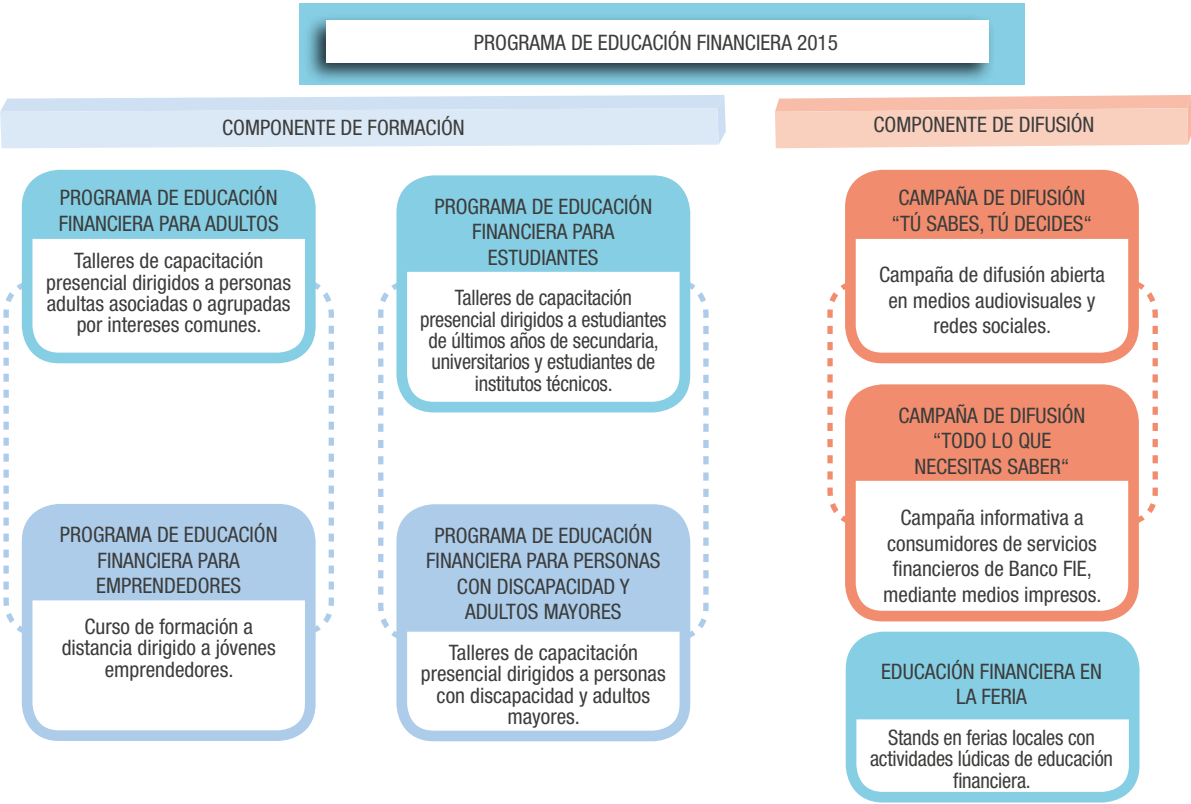 PROGRAMA DE EDUCACIÓN FINANCIERA 2015
COMPONENTE DE FORMACIÓN
PROGRAMA DE EDUCACIÓN
FINANCIERA PARA ADULTOS
Talleres de capacitación
presencial dirigidos a personas
adultas asociadas o agrupadas
por intereses comunes.
PROGRAMA DE EDUCACIÓN
FINANCIERA PARA
ESTUDIANTES
Talleres de capacitación
presencial dirigidos a estudiantes
de últimos años de secundaria,
universitarios y estudiantes de
institutos técnicos.
PROGRAMA DE EDUCACIÓN
FINANCIERA PARA
EMPRENDEDORES
Curso de formación a
distancia dirigido a jóvenes
emprendedores.
PROGRAMA DE EDUCACIÓN
FINANCIERA PARA PERSONAS
CON DISCAPACIDAD Y
ADULTOS MAYORES
Talleres de capacitación
presencial dirigidos a personas
con discapacidad y adultos
mayores.
COMPONENTE DE DIFUSIÓN
CAMPAÑA DE DIFUSIÓN
“TÚ SABES, TÚ DECIDES“
Campaña de difusión abierta
en medios audiovisuales y
redes sociales.
CAMPAÑA DE DIFUSIÓN
“TODO LO QUE
NECESITAS SABER“
Campaña informativa a
consumidores de servicios
financieros de Banco FIE,
mediante medios impresos.
EDUCACIÓN FINANCIERA EN
LA FERIA
Stands en ferias locales con
actividades lúdicas de educación
financiera.